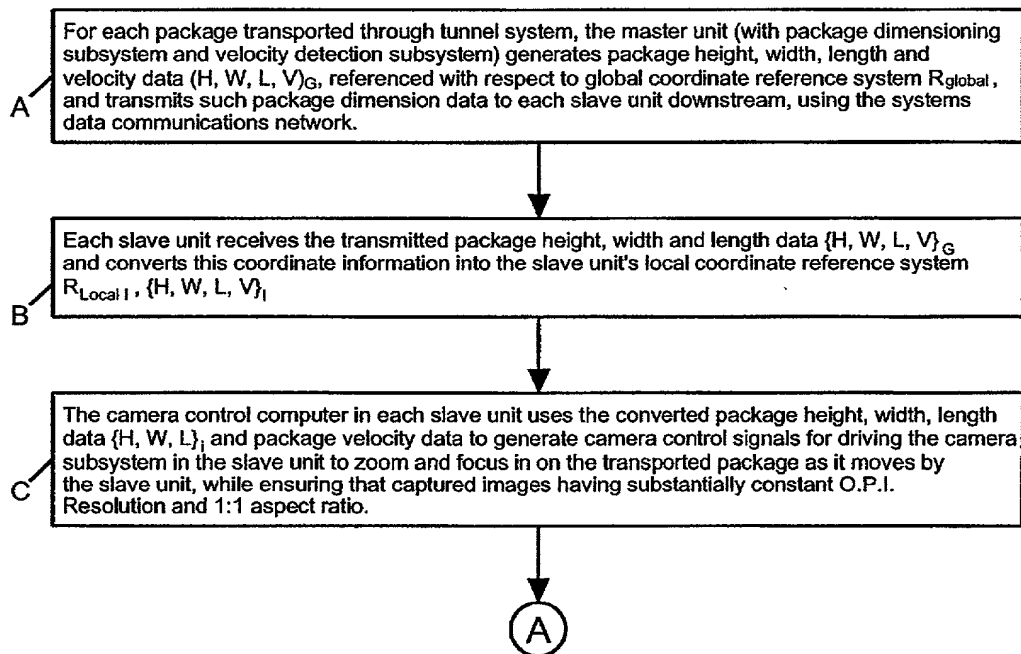 For each package transported through tunnel system, the master unit (with package dimensioning
subsystem and velocity detection subsystem) generates package height, width, length and
velocity data (H, W, L, V)G, referenced with respect to global coordinate reference system Rglobal,
and transmits such package dimension data to each slave unit downstream, using the systems
data communications network.
A
Each slave unit receives the transmitted package height, width and length data {H, W, L, V}G
and converts this coordinate information into the slave unit's local coordinate reference system
RLocal I , {H, W, L, V}I
B
The camera control computer in each slave unit uses the converted package height, width, length
data {H, W, L}i and package velocity data to generate camera control signals for driving the camera
subsystem in the slave unit to zoom and focus in on the transported package as it moves by
the slave unit, while ensuring that captured images having substantially constant O.P.I.
Resolution and 1:1 aspect ratio.
C
A